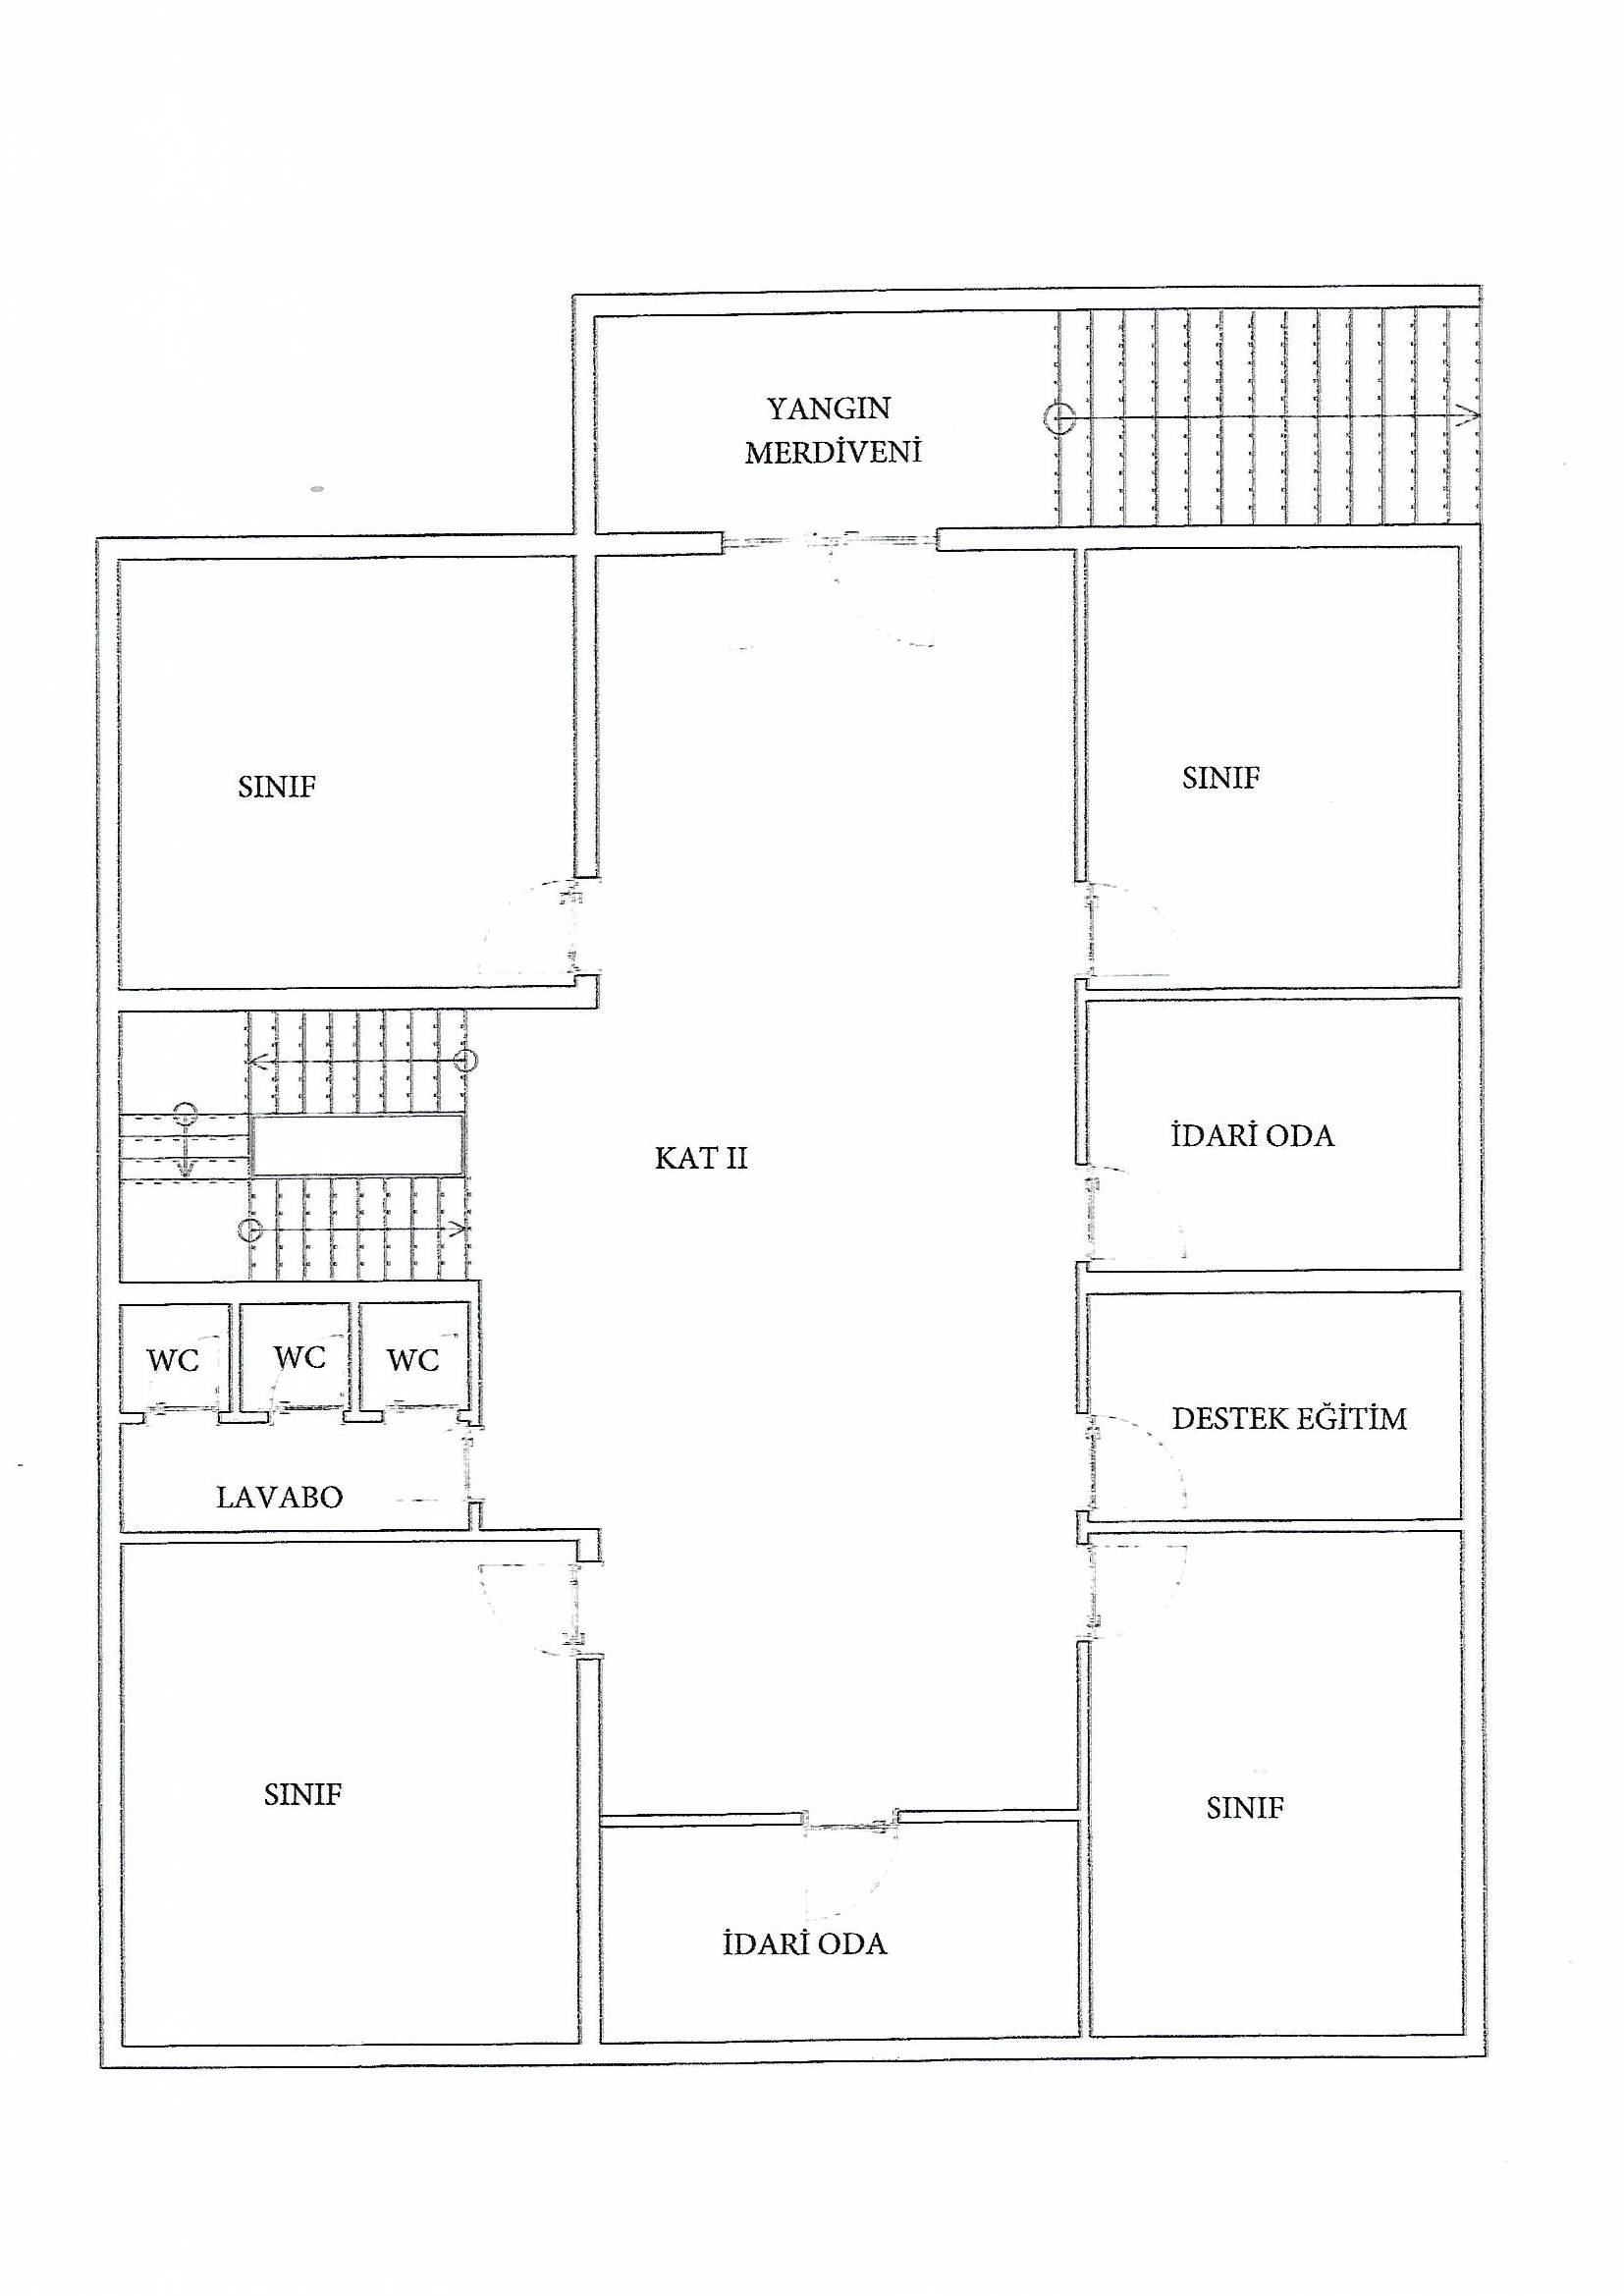 YANGIN
MERDİVENİ
SINIF
SINIF
KAT II
İDARİ ODA
WC
WC
WC
DESTEK EĞİTİM
LAVABO
SINIF
SINIF
İDARİ ODA